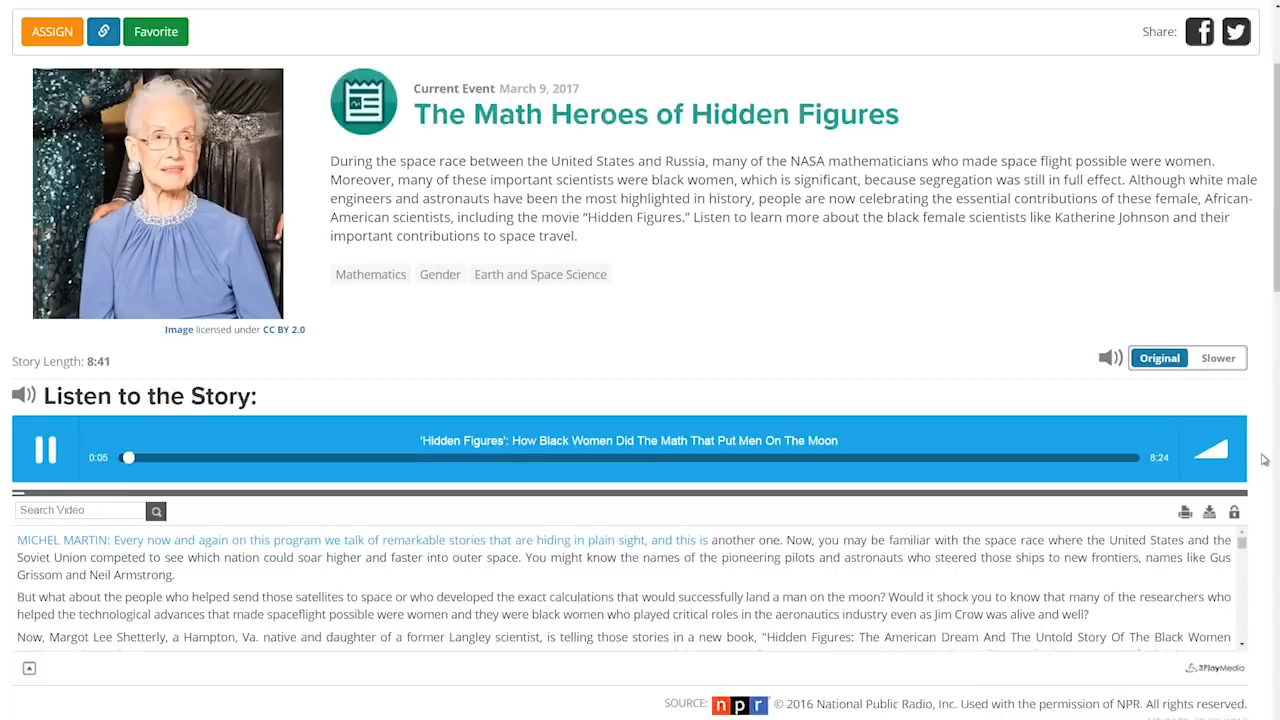 ASSIGN Favorite Share:
Current Event March 9, 2017
The Math Heroes of Hidden Figures
During the space race between the United States and Russia, many of the NASA mathematicians who made space flight possible were women.
Moreover, many of these important scientists were black women, which is significant, because segregation was still in full effect. Although white male
engineers and astronauts have been the most highlighted in history, people are now celebrating the essential contributions of these female, African-
American scientists, including the movie “Hidden Figures.” Listen to learn more about the black female scientists like Katherine Johnson and their
important contributions to space travel.
Mathematics Gender Earth and Space Science
Image licensed under CC BY 2.0
Story Length: 8:41
Original Slower
Listen to the Story:
'Hidden Figures': How Black Women Did The Math That Put Men On The Moon
0:05 8:24
Search Video
MICHEL MARTIN: Every now and again on this program we talk of remarkable stories that are hiding in plain sight, and this is another one. Now, you may be familiar with the space race where the United States and the
Soviet Union competed to see which nation could soar higher and faster into outer space. You might know the names of the pioneering pilots and astronauts who steered those ships to new frontiers, names like Gus
Grissom and Neil Armstrong.
But what about the people who helped send those satellites to space or who developed the exact calculations that would successfully land a man on the moon? Would it shock you to know that many of the researchers who
helped the technological advances that made spaceflight possible were women and they were black women who played critical roles in the aeronautics industry even as Jim Crow was alive and well?
Now, Margot Lee Shetterly, a Hampton, Va. native and daughter of a former Langley scientist, is telling those stories in a new book, "Hidden Figures: The American Dream And The Untold Story Of The Black Women
3PlayMedia
SOURCE: npr © 2016 National Public Radio, Inc. Used with the permission of NPR. All rights reserved.